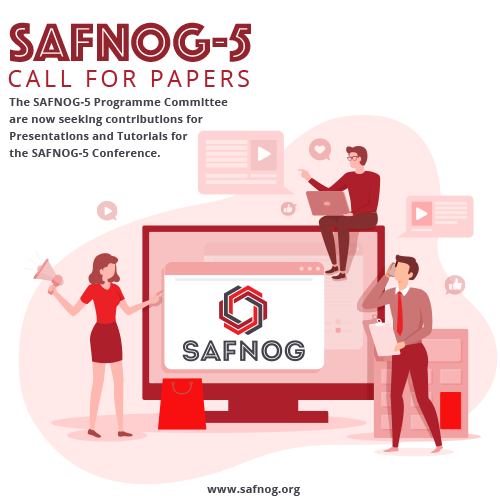 SAFNOG-5
CALL FOR PAPERS
The SAFNOG-5 Programme Committee
are now seeking contributions for
Presentations and Tutorials for
the SAFNOG-5 Conference.
SAFNOG
www.safnog.org